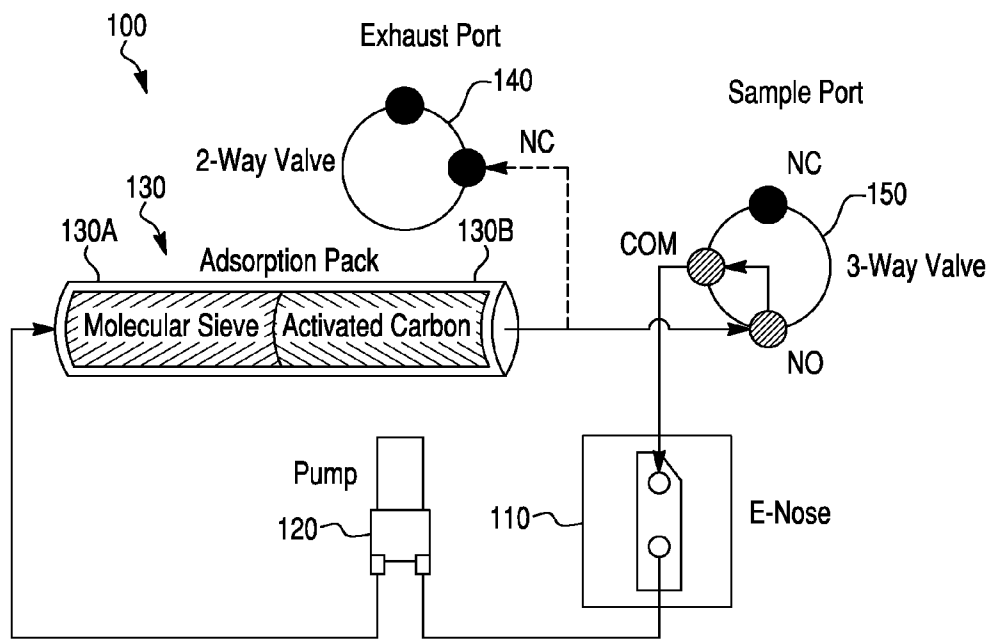 100
Exhaust Port
140
Sample Port
2-Way Valve
NC
NC
150
130
130A
130B
COM
Adsorption Pack
3-Way Valve
Molecular Sieve
Activated Carbon
NO
Pump
120
110
E-Nose